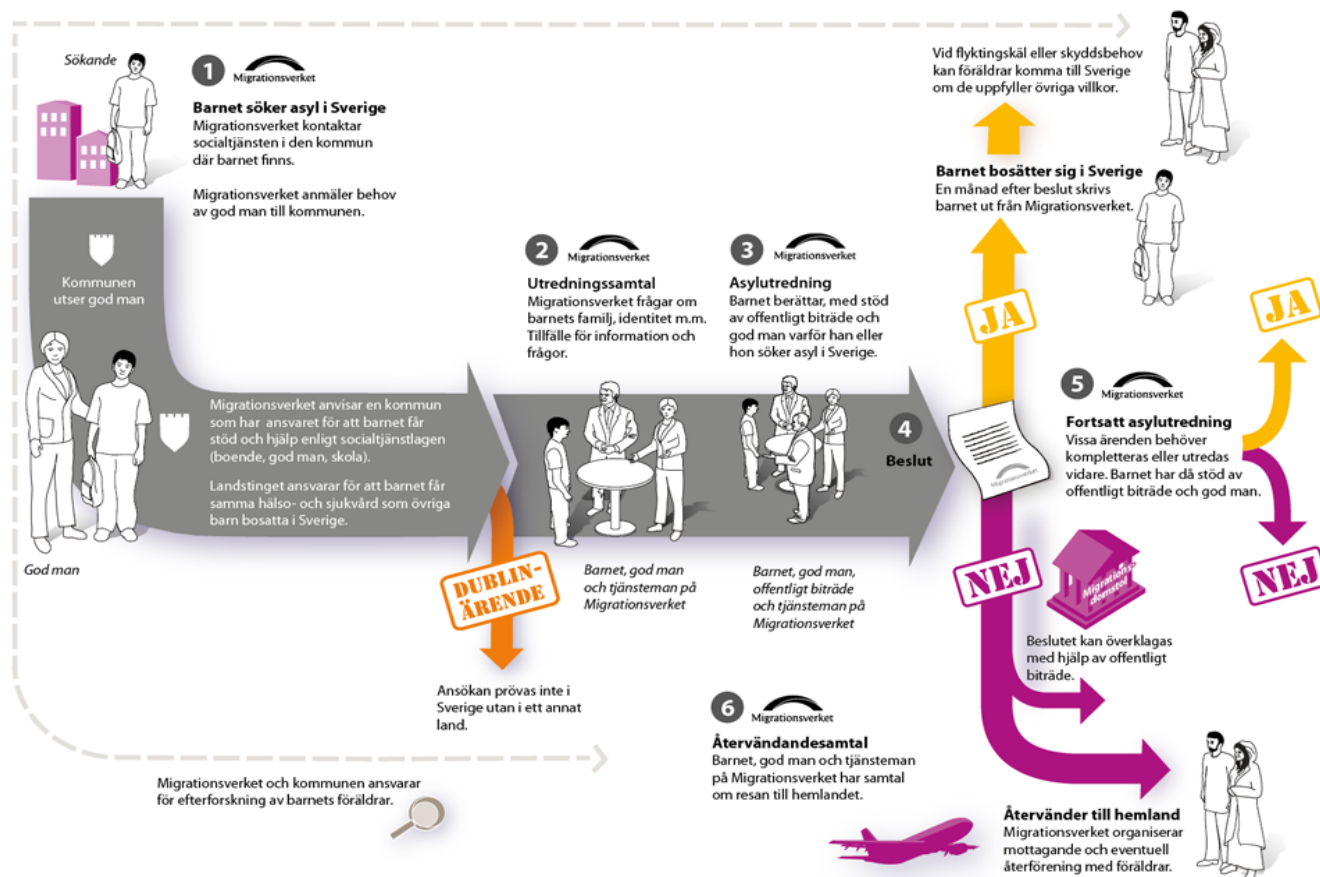 Sökande
1
Migrationsverket
Barnet söker asyl i Sverige
Migrationsverket kontaktar
socialtjänsten i den kommun
där barnet finns.
Migrationsverket anmäler behov
av god man till kommunen.
Kommunen
utser god man
God man
Migrationsverket anvisar en kommun
som har ansvaret för att barnet får
stöd och hjälp enligt socialtjänstlagen
(boende, god man, skola).
Landstinget ansvarar för att barnet får
samma hälso- och sjukvård som övriga
barn bosatta i Sverige.
DUBLIN-
ÄRENDE
Ansökan prövas inte i
Sverige utan i ett annat
land.
Migrationsverket och kommunen ansvarar
för efterforskning av barnets föräldrar.
2
Migrationsverket
Utredningssamtal
Migrationsverket frågar om
barnets familj, identitet m.m.
Tillfälle för information och
frågor.
Barnet, god man
och tjänsteman på
Migrationsverket
3
Migrationsverket
Asylutredning
Barnet berättar, med stöd
av offentligt biträde och
god man varför han eller
hon söker asyl i Sverige.
Barnet, god man,
offentligt biträde
och tjänsteman på
Migrationsverket
4
Beslut
Migrationsverket
JA
Barnet bosätter sig i Sverige
En månad efter beslut skrivs
barnet ut från Migrationsverket.
Vid flyktingskäl eller skyddsbehov
kan föräldrar komma till Sverige
om de uppfyller övriga villkor.
NEJ
Migrations-
domstol
Beslutet kan överklagas
med hjälp av offentligt
biträde.
5
Migrationsverket
Fortsatt asylutredning
Vissa ärenden behöver
kompletteras eller utredas
vidare. Barnet har då stöd av
offentligt biträde och god man.
JA
NEJ
6
Migrationsverket
Återvändandesamtal
Barnet, god man och tjänsteman
på Migrationsverket har samtal
om resan till hemlandet.
Återvänder till hemland
Migrationsverket organiserar
mottagande och eventuell
återförening med föräldrar.